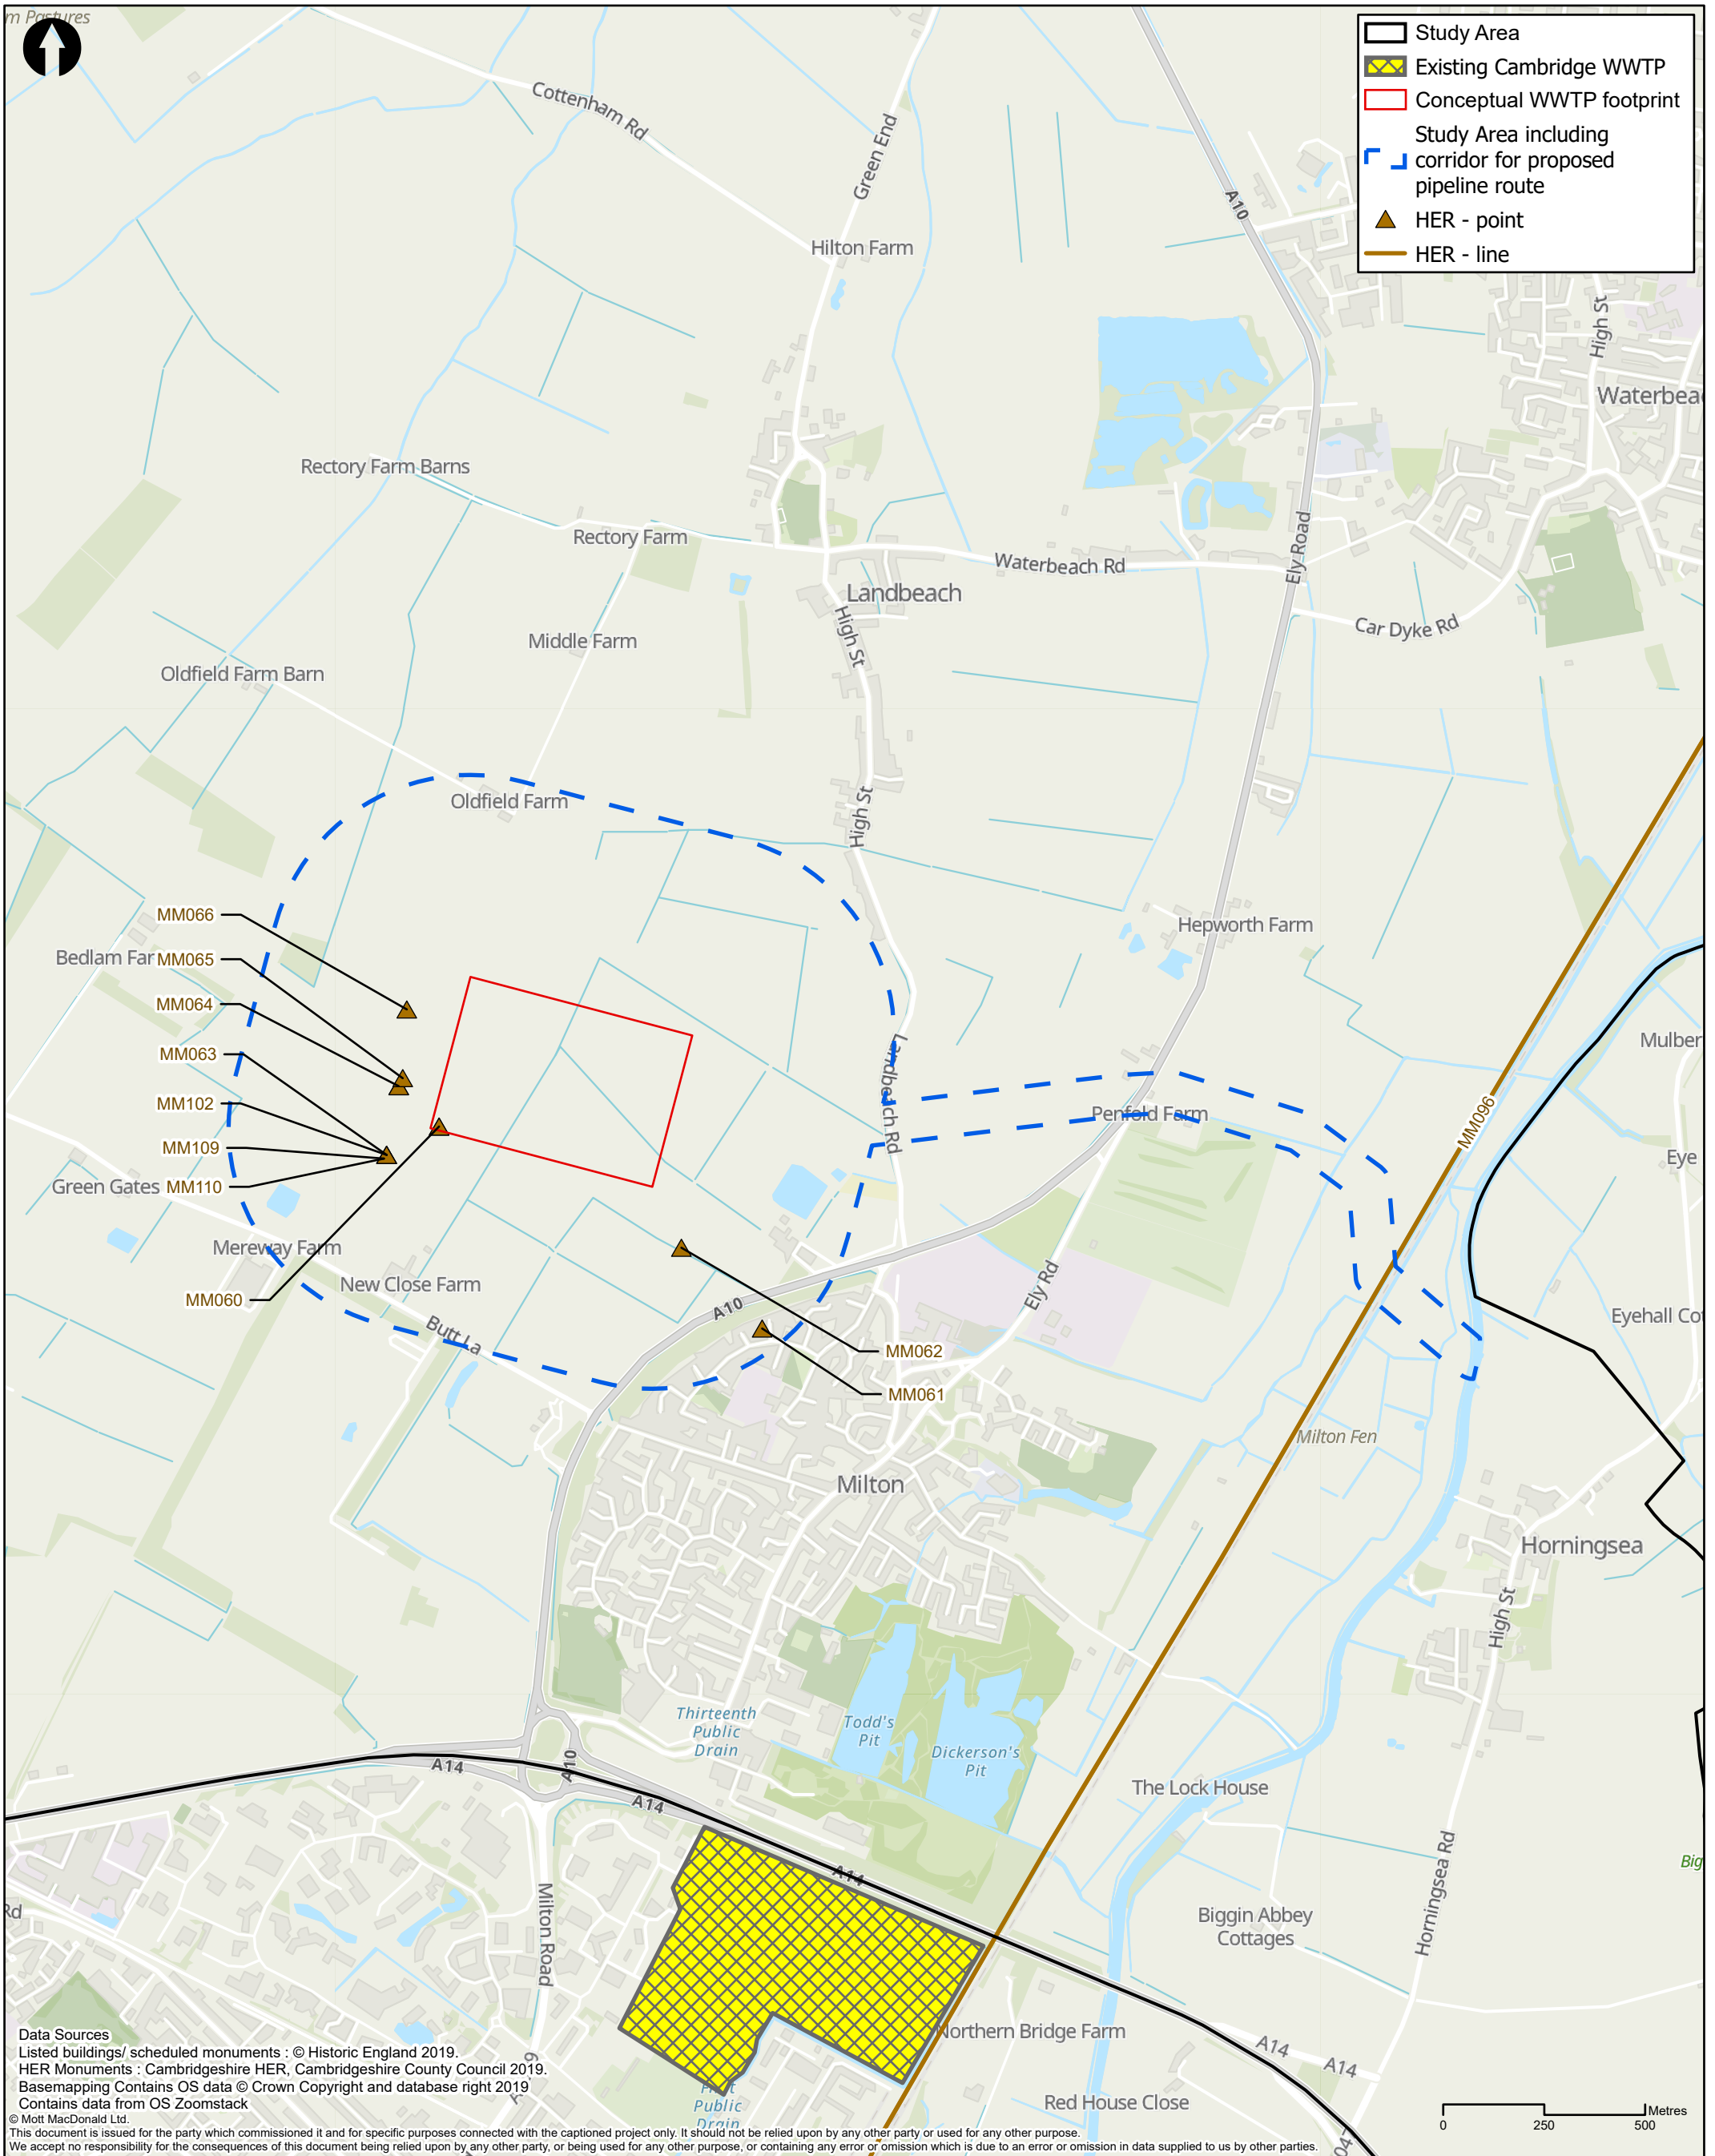 m Pastures
Study Area
Existing Cambridge WWTP
Conceptual WWTP footprint
Study Area including
corridor for proposed
pipeline route
HER - point
HER - line
Cottenham Rd
Green End
A10
Hilton Farm
High St
Waterbeac
Rectory Farm Barns
Rectory Farm
Waterbeach Rd
Ely Road
Landbeach
Car Dyke Rd
High St
Middle Farm
Oldfield Farm Barn
Oldfield Farm
High St
MM066
Hepworth Farm
Bedlam Far
MM065
MM064
MM063
Landbeach Rd
Mulber
MM102
Penfold Farm
MM096
MM109
Eye
Green Gates
MM110
Mereway Farm
New Close Farm
Ely Rd
MM060
A10
Eyehall Cot
Butt La
MM062
MM061
Milton Fen
Milton
Horningsea
High St
Thirteenth
Public
Drain
Todd's
Pit
Dickerson's
Pit
A14
A10
The Lock House
A14
A14
Big
Horningsea Rd
Rd
Milton Road
Biggin Abbey
Cottages
Northern Bridge Farm
A14
A14
Red House Close
Public
Drain
Data Sources
Listed buildings/ scheduled monuments : © Historic England 2019.
HER Monuments : Cambridgeshire HER, Cambridgeshire County Council 2019.
Basemapping Contains OS data © Crown Copyright and database right 2019
Contains data from OS Zoomstack
© Mott MacDonald Ltd.
This document is issued for the party which commissioned it and for specific purposes connected with the captioned project only. It should not be relied upon by any other party or used for any other purpose.
We accept no responsibility for the consequences of this document being relied upon by any other party, or being used for any other purpose, or containing any error or omission which is due to an error or omission in data supplied to us by other parties.
Metres
0 250 500